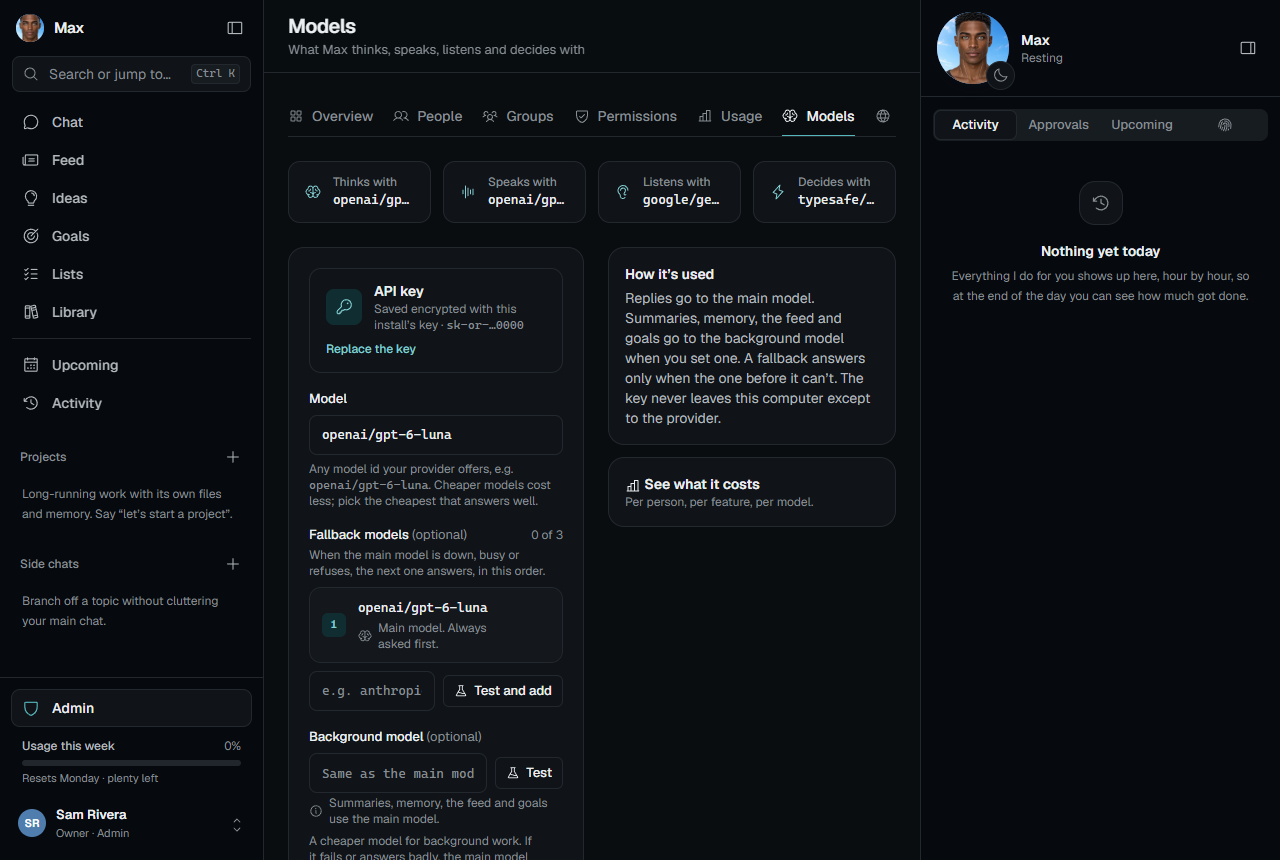 Max
Search or jump to…
Ctrl K
Chat
Feed
Ideas
Goals
Lists
Library
Upcoming
Activity
Projects
Long-running work with its own files
and memory. Say “let’s start a project”.
Side chats
Branch off a topic without cluttering
your main chat.
Admin
Usage this week
0%
Resets Monday · plenty left
SR
Sam Rivera
Owner · Admin
Models
What Max thinks, speaks, listens and decides with
Overview
People
Groups
Permissions
Usage
Models
Thinks with
openai/gp…
Speaks with
openai/gp…
Listens with
google/ge…
Decides with
typesafe/…
API key
Saved encrypted with this
install’s key · sk-or-…0000
Replace the key
Model
openai/gpt-6-luna
Any model id your provider offers, e.g.
openai/gpt-6-luna. Cheaper models cost
less; pick the cheapest that answers well.
Fallback models (optional)
0 of 3
When the main model is down, busy or
refuses, the next one answers, in this order.
1
openai/gpt-6-luna
Main model. Always
asked first.
e.g. anthropi
Test and add
Background model (optional)
Same as the main mod
Test
Summaries, memory, the feed and goals
use the main model.
A cheaper model for background work. If
it fails or answers badly, the main model
How it’s used
Replies go to the main model.
Summaries, memory, the feed and
goals go to the background model
when you set one. A fallback answers
only when the one before it can’t. The
key never leaves this computer except
to the provider.
See what it costs
Per person, per feature, per model.
Max
Resting
Activity
Approvals
Upcoming
Nothing yet today
Everything I do for you shows up here, hour by hour, so
at the end of the day you can see how much got done.